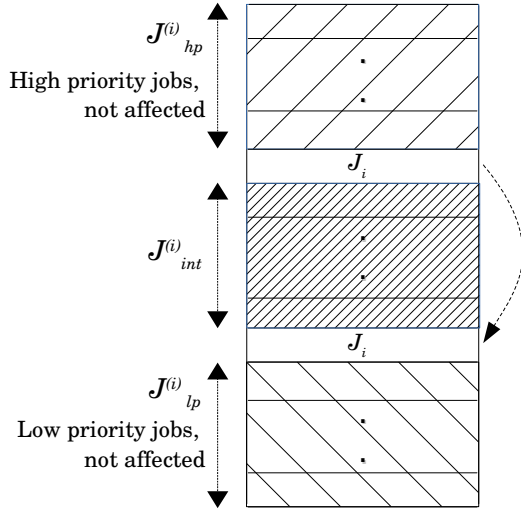 J^(i)_hp
High priority jobs,
not affected
J_i
J^(i)_int
J_i
J^(i)_lp
Low priority jobs,
not affected